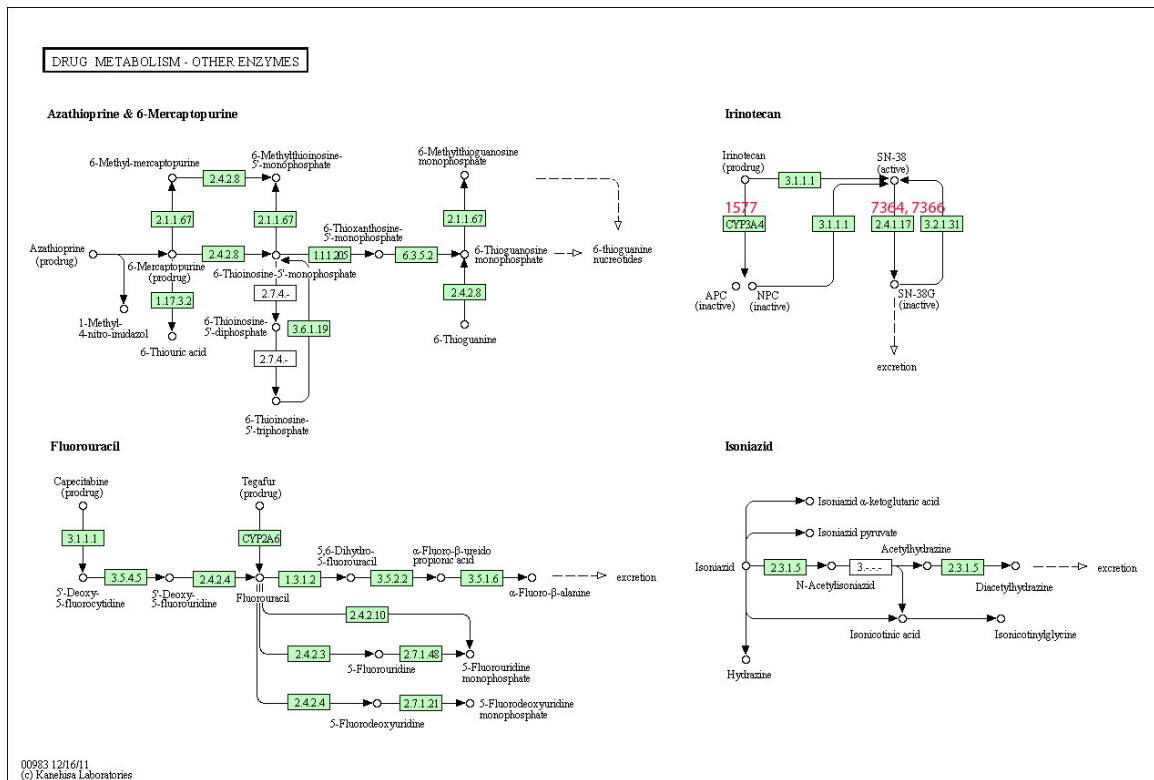 DRUG METABOLISM - OTHER ENZYMES
Azathioprine & 6-Mercaptopurine
6-Methyl-mercaptopurine
6-Methylthioinosine-
5'-monophosphate
6-Methylthioguanosine
monophosphate
2.4.2.8
2.1.1.67
2.1.1.67
2.1.1.67
Azathioprine
(prodrug)
2.4.2.8
6-Mercaptopurine
(prodrug)
6-Thioinosine-5'-monophosphate
6-Thioxanthosine-
5'-monophosphate
1.1.1.205
6.3.5.2
6-Thioguanosine
monophosphate
6-thioguanine
nucreotides
1.17.3.2
2.7.4.-
2.4.2.8
1-Methyl-
4-nitro-imidazol
6-Thioinosine-
5'-diphosphate
3.6.1.19
6-Thioguanine
6-Thiouric acid
2.7.4.-
6-Thioinosine-
5'-triphosphate
Irinotecan
Irinotecan
(prodrug)
SN-38
(active)
3.1.1.1
1577
7364, 7366
CYP3A4
3.1.1.1
2.4.1.17
3.2.1.31
APC
(inactive)
NPC
(inactive)
SN-38G
(inactive)
excretion
Fluorouracil
Capecitabine
(prodrug)
Tegafur
(prodrug)
3.1.1.1
CYP2A6
5,6-Dihydro-
5-fluorouracil
α-Fluoro-β-ureido
propionic acid
3.5.4.5
2.4.2.4
1.3.1.2
3.5.2.2
3.5.1.6
excretion
5'-Deoxy-
5-fluorocytidine
5'-Deoxy-
5-fluorouridine
Fluorouracil
α-Fluoro-β-alanine
2.4.2.10
2.4.2.3
2.7.1.48
5-Fluorouridine
5-Fluorouridine
monophosphate
2.4.2.4
2.7.1.21
5-Fluorodeoxyuridine
5-Fluorodeoxyuridine
monophosphate
Isoniazid
Isoniazid α-ketoglutaric acid
Isoniazid pyruvate
Acetylhydrazine
Isoniazid
2.3.1.5
3.-.-.-
2.3.1.5
excretion
N-Acetylisoniazid
Diacetylhydrazine
Isonicotinic acid
Isonicotinylglycine
Hydrazine
00983 12/16/11
(c) Kanehisa Laboratories